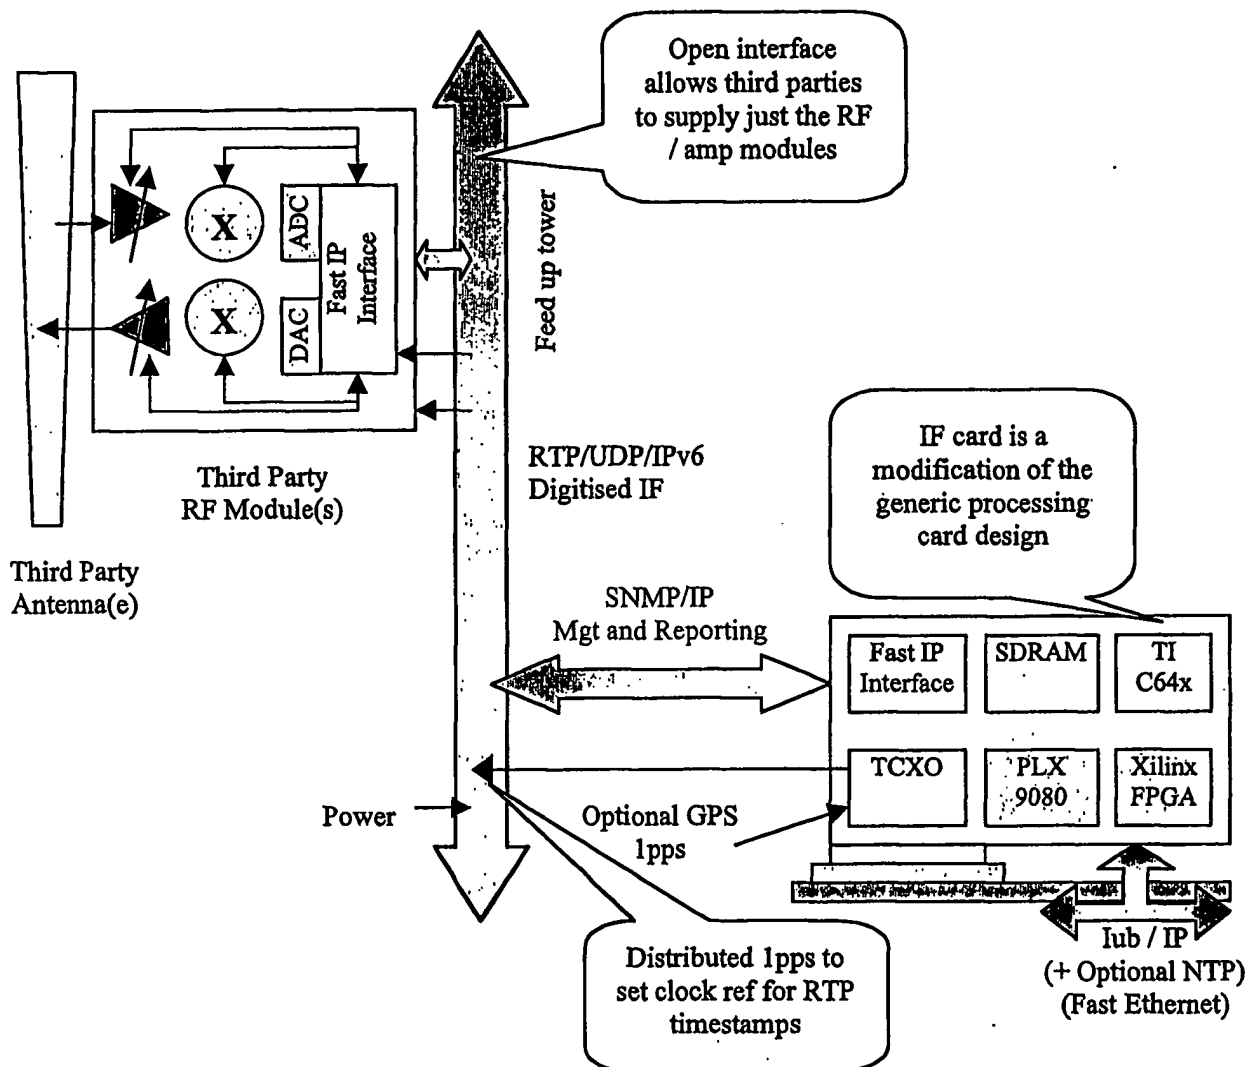 Open interface
allows third parties
to supply just the RF
/ amp modules
X
ADC
Fast IP
Interface
X
DAC
Feed up tower
Third Party
RF Module(s)
RTP/UDP/IPv6
Digitised IF
Third Party
Antenna(e)
IF card is a
modification of the
generic processing
card design
SNMP/IP
Mgt and Reporting
Fast IP
Interface
SDRAM
TI
C64x
TCXO
PLX
9080
Xilinx
FPGA
Power
Optional GPS
1pps
Distributed 1pps to
set clock ref for RTP
timestamps
Iub / IP
(+ Optional NTP)
(Fast Ethernet)